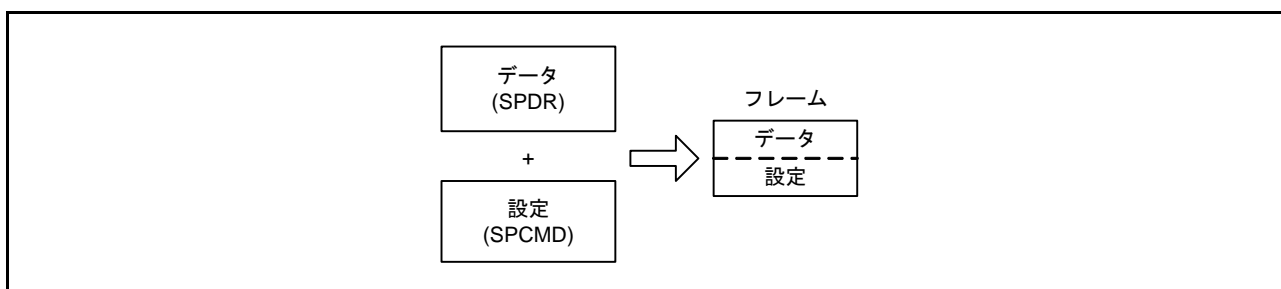 データ
(SPDR)
+
設定
(SPCMD)
フレーム
データ
設定